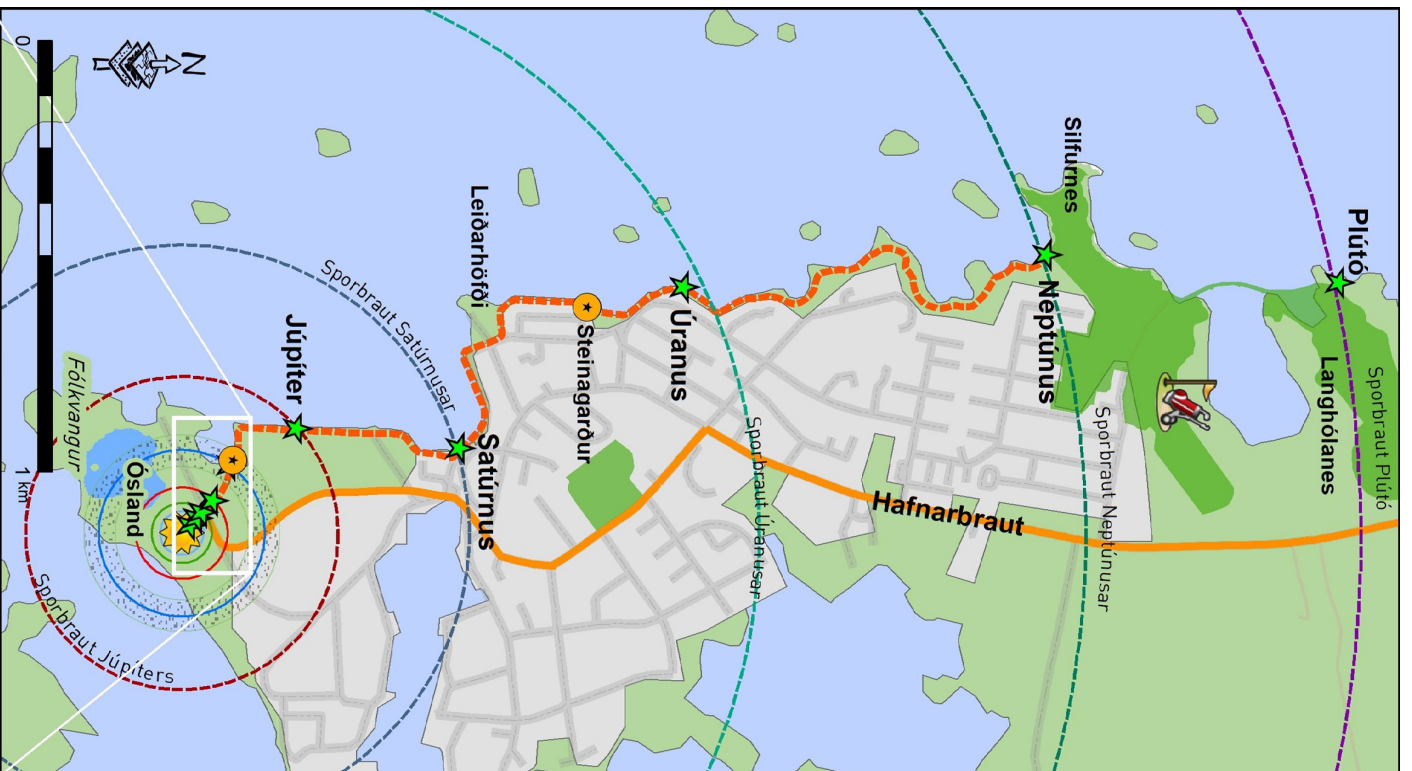 N
0
1 km
Fólkvangur
Ósland
Júpíter
Sporbraut Júpíters
Sporbraut Satúrnusar
Satúrnus
Leiðarhöfði
Steinagarður
Úranus
Sporbraut Úranusar
Hafnarbraut
Silfurnes
Neptúnus
Sporbraut Neptúnusar
Plútó
Langhólanes
Sporbraut Plútó